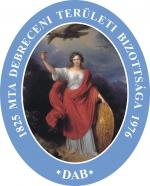 1825 MTA DEBRECENI TERÜLETI BIZOTTSÁGA 1976
*DAB*